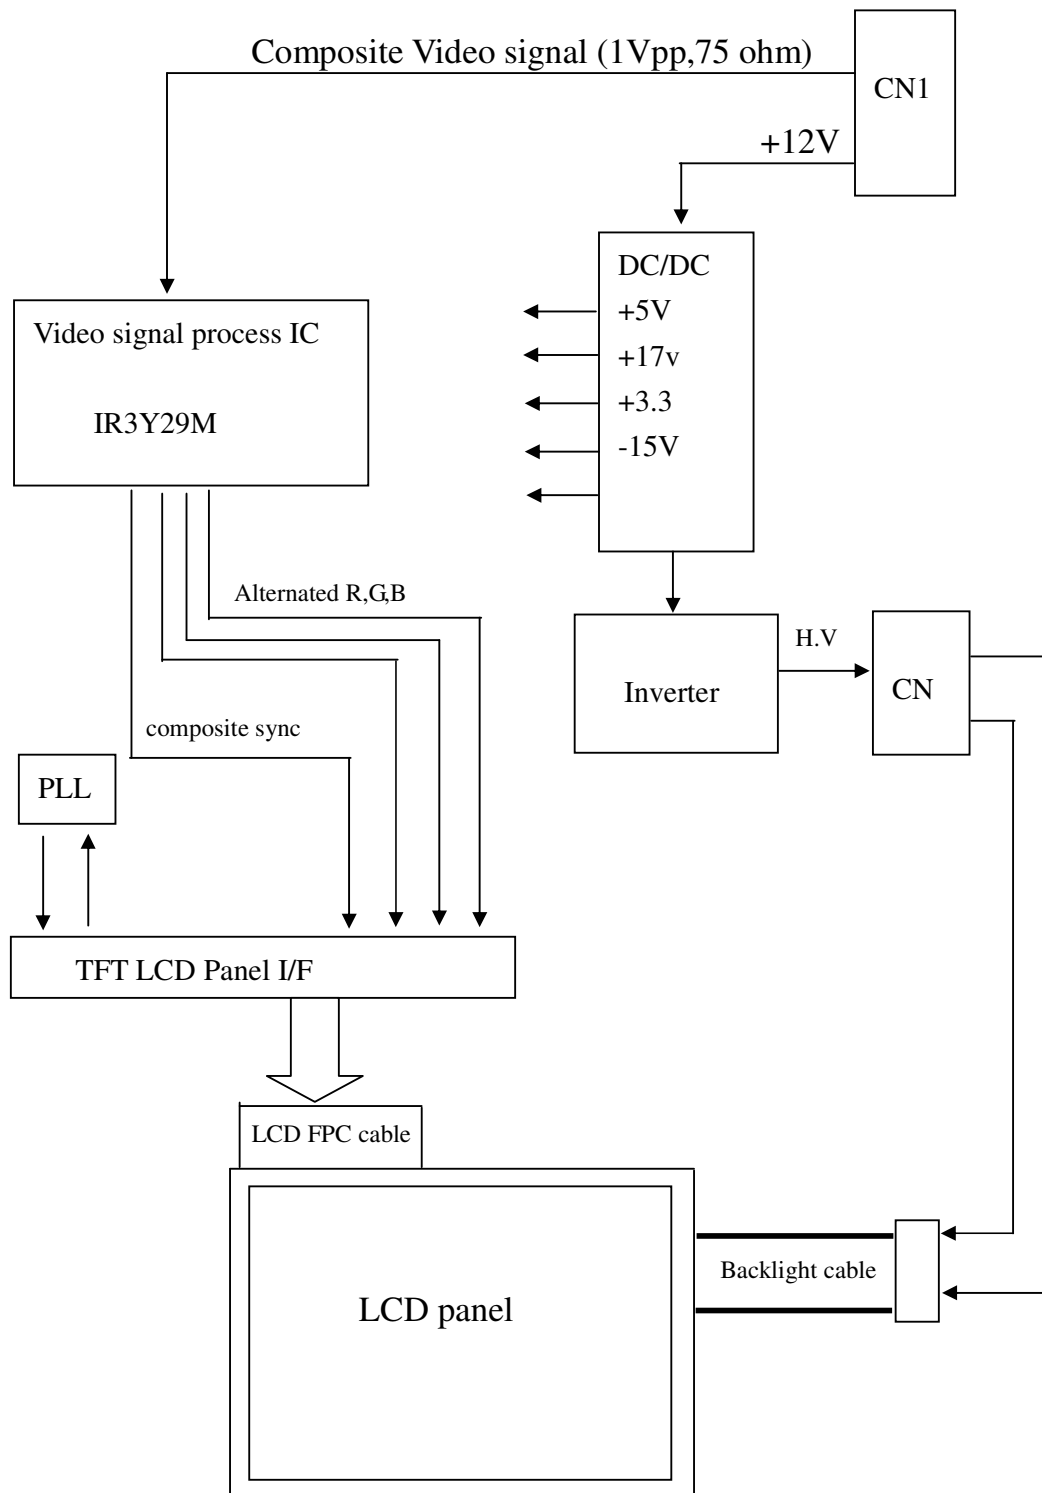 Composite Video signal (1Vpp,75 ohm)
CN1
+12V
DC/DC
+5V
+17v
+3.3
-15V
Video signal process IC
IR3Y29M
Alternated R,G,B
H.V
Inverter
CN
composite sync
PLL
TFT LCD Panel I/F
LCD FPC cable
Backlight cable
LCD panel